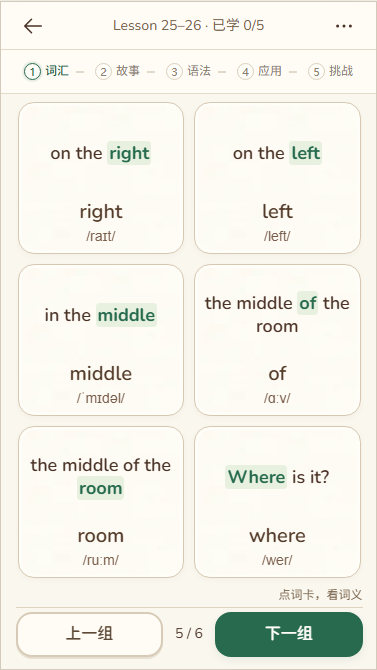 Lesson 25–26 · 已学 0/5
1 词汇 – 2 故事 – 3 语法 – 4 应用 – 5 挑战
on the right
right
/raɪt/
on the left
left
/left/
in the middle
middle
/ˈmɪdəl/
the middle of the
room
of
/ɑːv/
the middle of the
room
room
/ruːm/
Where is it?
where
/wer/
点词卡，看词义
上一组
5 / 6
下一组